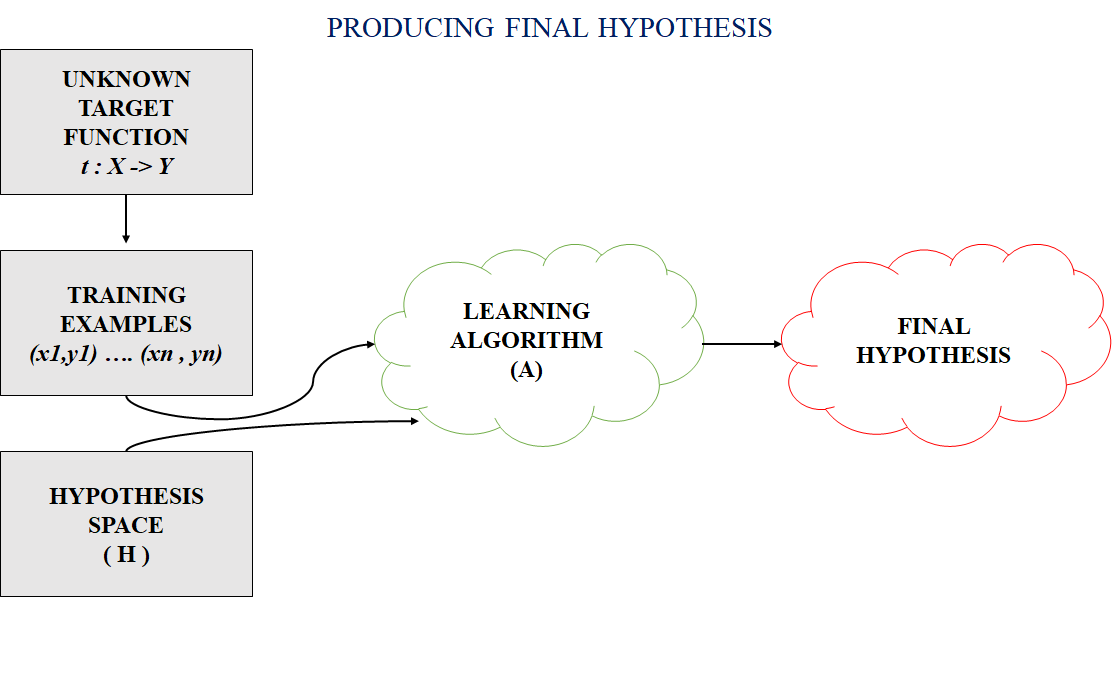 PRODUCING FINAL HYPOTHESIS
UNKNOWN
TARGET
FUNCTION
t : X -> Y
TRAINING
EXAMPLES
(x1,y1) …. (xn , yn)
HYPOTHESIS
SPACE
( H )
LEARNING
ALGORITHM
(A)
FINAL
HYPOTHESIS